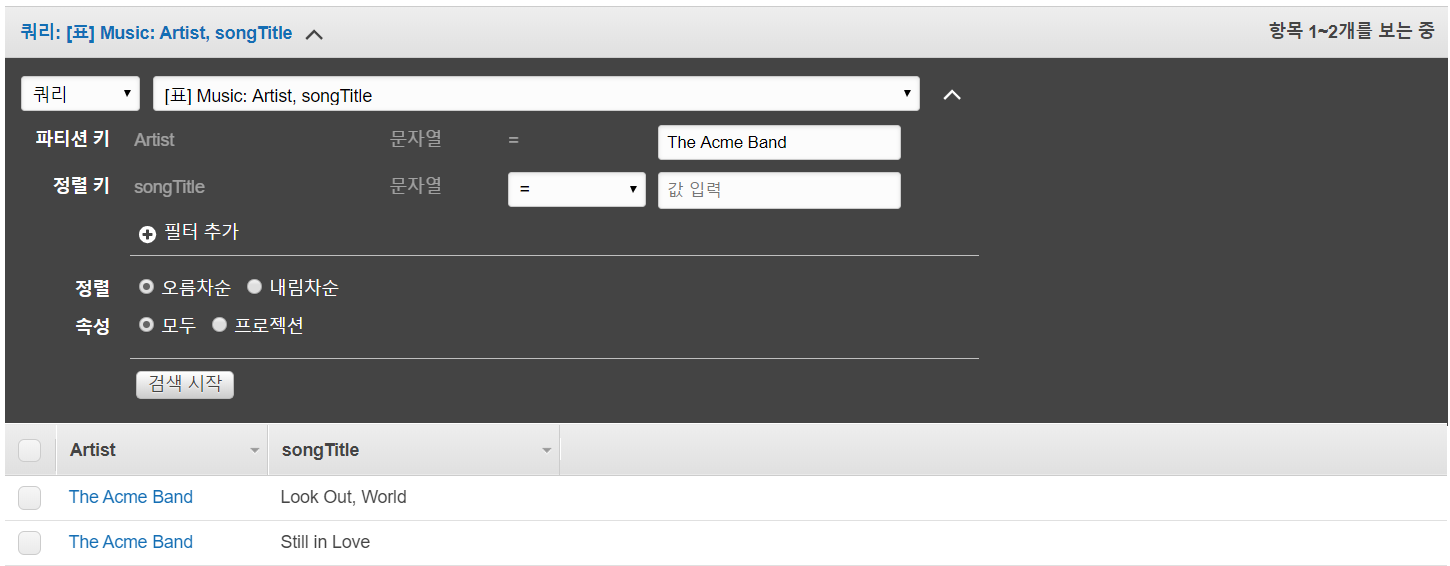 쿼리: [표] Music: Artist, songTitle 항목 1~2개를 보는 중
쿼리 [표] Music: Artist, songTitle
파티션 키 Artist 문자열 = The Acme Band
정렬 키 songTitle 문자열 = 값 입력
필터 추가
정렬 오름차순 내림차순
속성 모두 프로젝션
검색 시작
Artist songTitle
The Acme Band Look Out, World
The Acme Band Still in Love